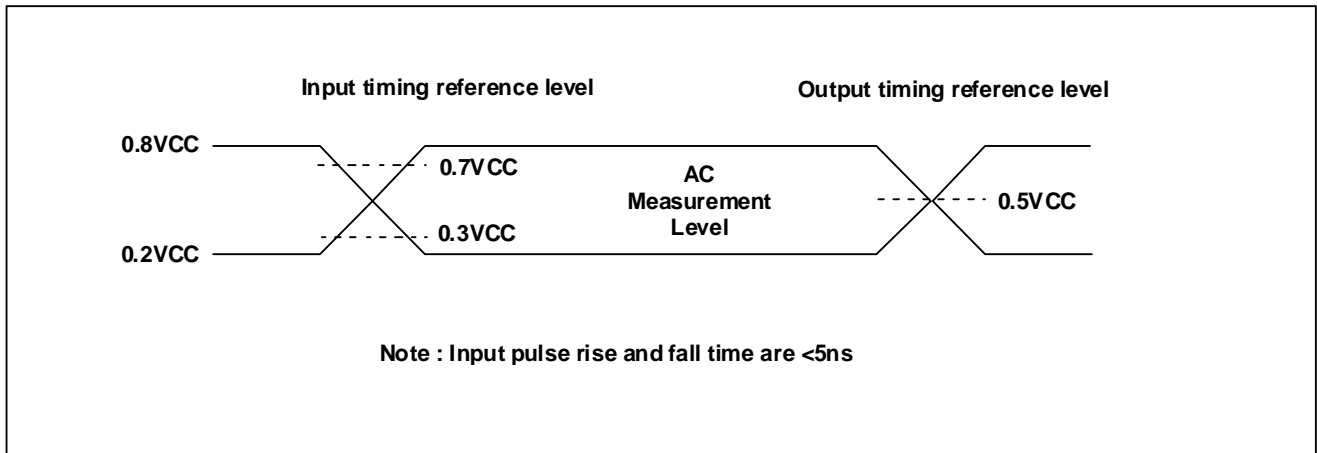 Input timing reference level
Output timing reference level
0.8VCC
0.7VCC
AC
Measurement
Level
0.5VCC
0.3VCC
0.2VCC
Note : Input pulse rise and fall time are <5ns